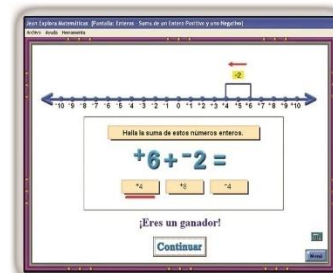 Jean Explora Matemáticas [Pantalla: Enteros - Suma de un Entero Positivo y uno Negativo]
Archivo Ayuda Herramienta
-2
-10 -9 -8 -7 -6 -5 -4 -3 -2 -1 0 +1 +2 +3 +4 +5 +6 +7 +8 +9 +10
Halla la suma de estos números enteros.
+6 + -2 =
+4 +8 -4
¡Eres un ganador!
Continuar
Menú